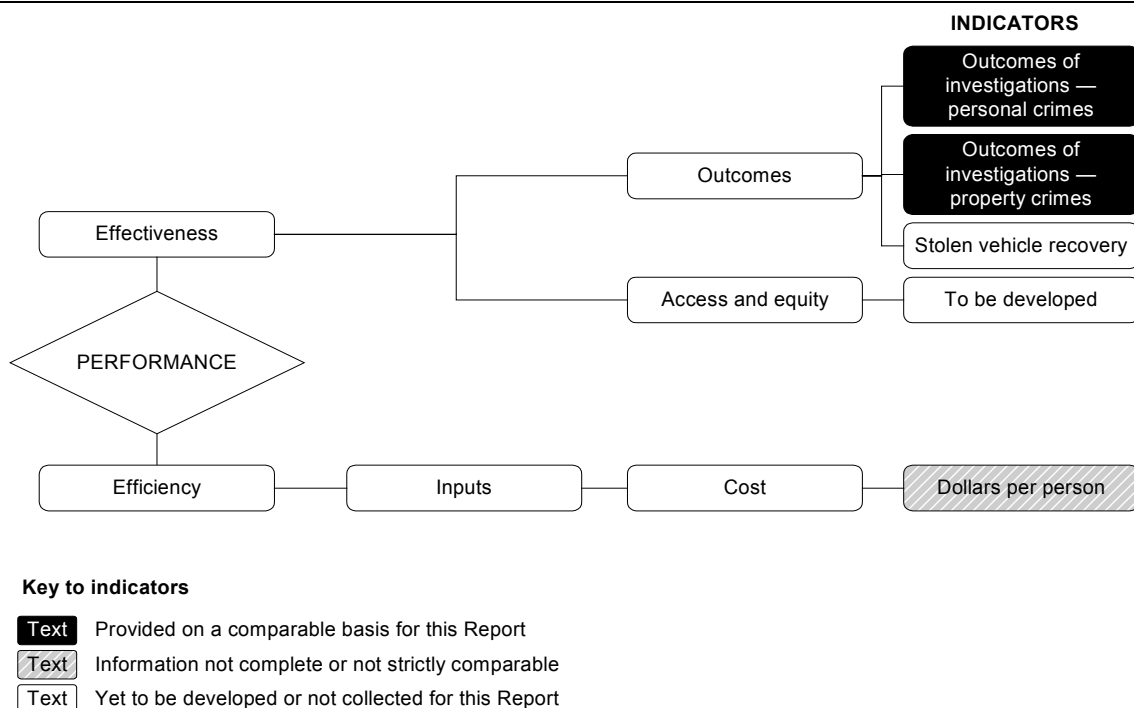 INDICATORS
Outcomes of
investigations —
personal crimes
Outcomes of
investigations —
property crimes
Outcomes
Stolen vehicle recovery
Effectiveness
Access and equity
To be developed
PERFORMANCE
Efficiency
Inputs
Cost
Dollars per person
Key to indicators
Text Provided on a comparable basis for this Report
Text Information not complete or not strictly comparable
Text Yet to be developed or not collected for this Report